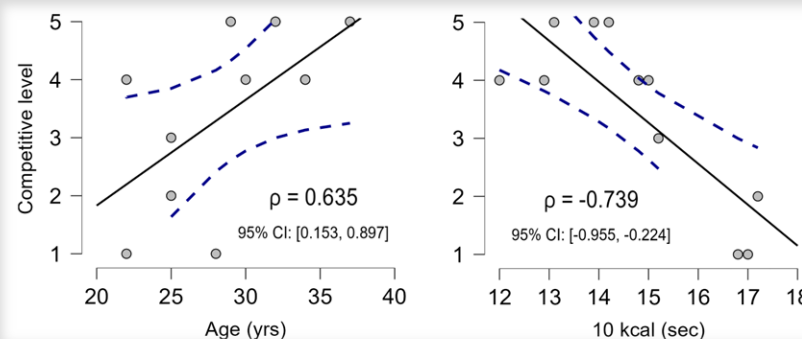 Competitive level
5
4
3
2
1
20 25 30 35 40
Age (yrs)
ρ = 0.635
95% CI: [0.153, 0.897]
5
4
3
2
1
12 13 14 15 16 17 18
10 kcal (sec)
ρ = -0.739
95% CI: [-0.955, -0.224]